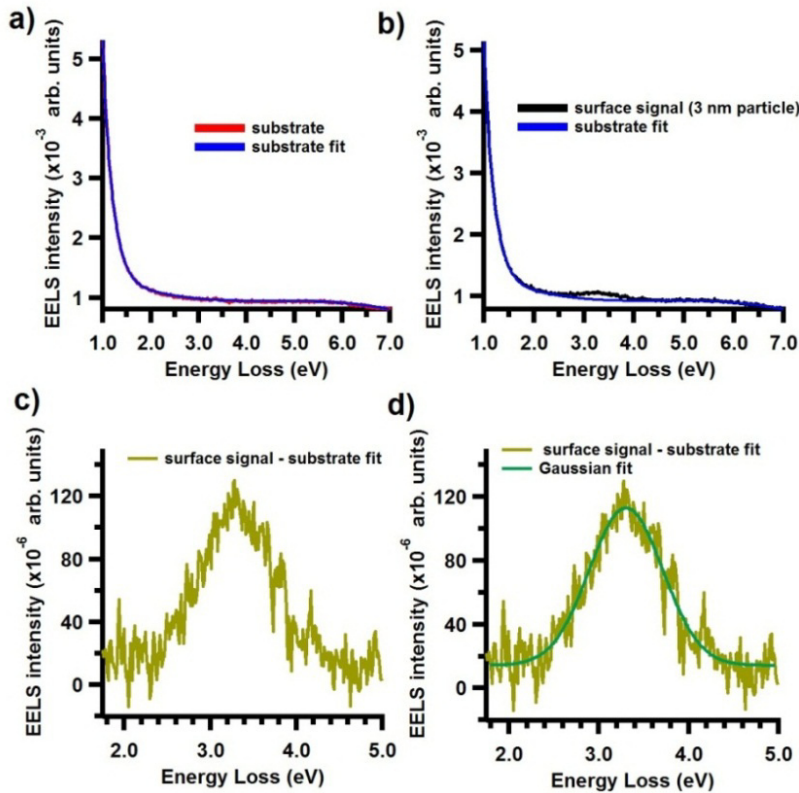 a)
EELS intensity (x10⁻³ arb. units)
5
4
3
2
1
substrate
substrate fit
1.0 2.0 3.0 4.0 5.0 6.0 7.0
Energy Loss (eV)
b)
EELS intensity (x10⁻³ arb. units)
5
4
3
2
1
surface signal (3 nm particle)
substrate fit
1.0 2.0 3.0 4.0 5.0 6.0 7.0
Energy Loss (eV)
c)
EELS intensity (x10⁻⁶ arb. units)
120
80
40
0
surface signal - substrate fit
2.0 3.0 4.0 5.0
Energy Loss (eV)
d)
EELS intensity (x10⁻⁶ arb. units)
120
80
40
0
surface signal - substrate fit
Gaussian fit
2.0 3.0 4.0 5.0
Energy Loss (eV)